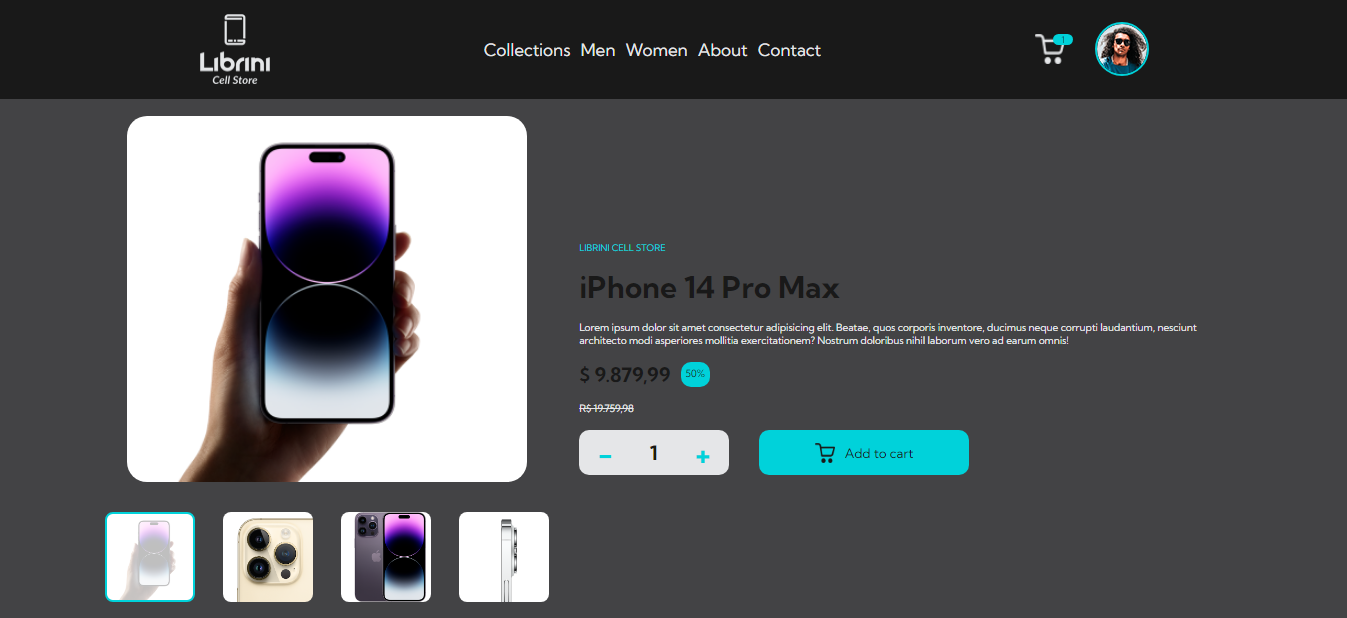 Librini
Cell Store
Collections Men Women About Contact
1
LIBRINI CELL STORE
iPhone 14 Pro Max
Lorem ipsum dolor sit amet consectetur adipisicing elit. Beatae, quos corporis inventore, ducimus neque corrupti laudantium, nesciunt
architecto modi asperiores mollitia exercitationem? Nostrum doloribus nihil laborum vero ad earum omnis!
$ 9.879,99 50%
R$ 19.759,98
− 1 +
Add to cart